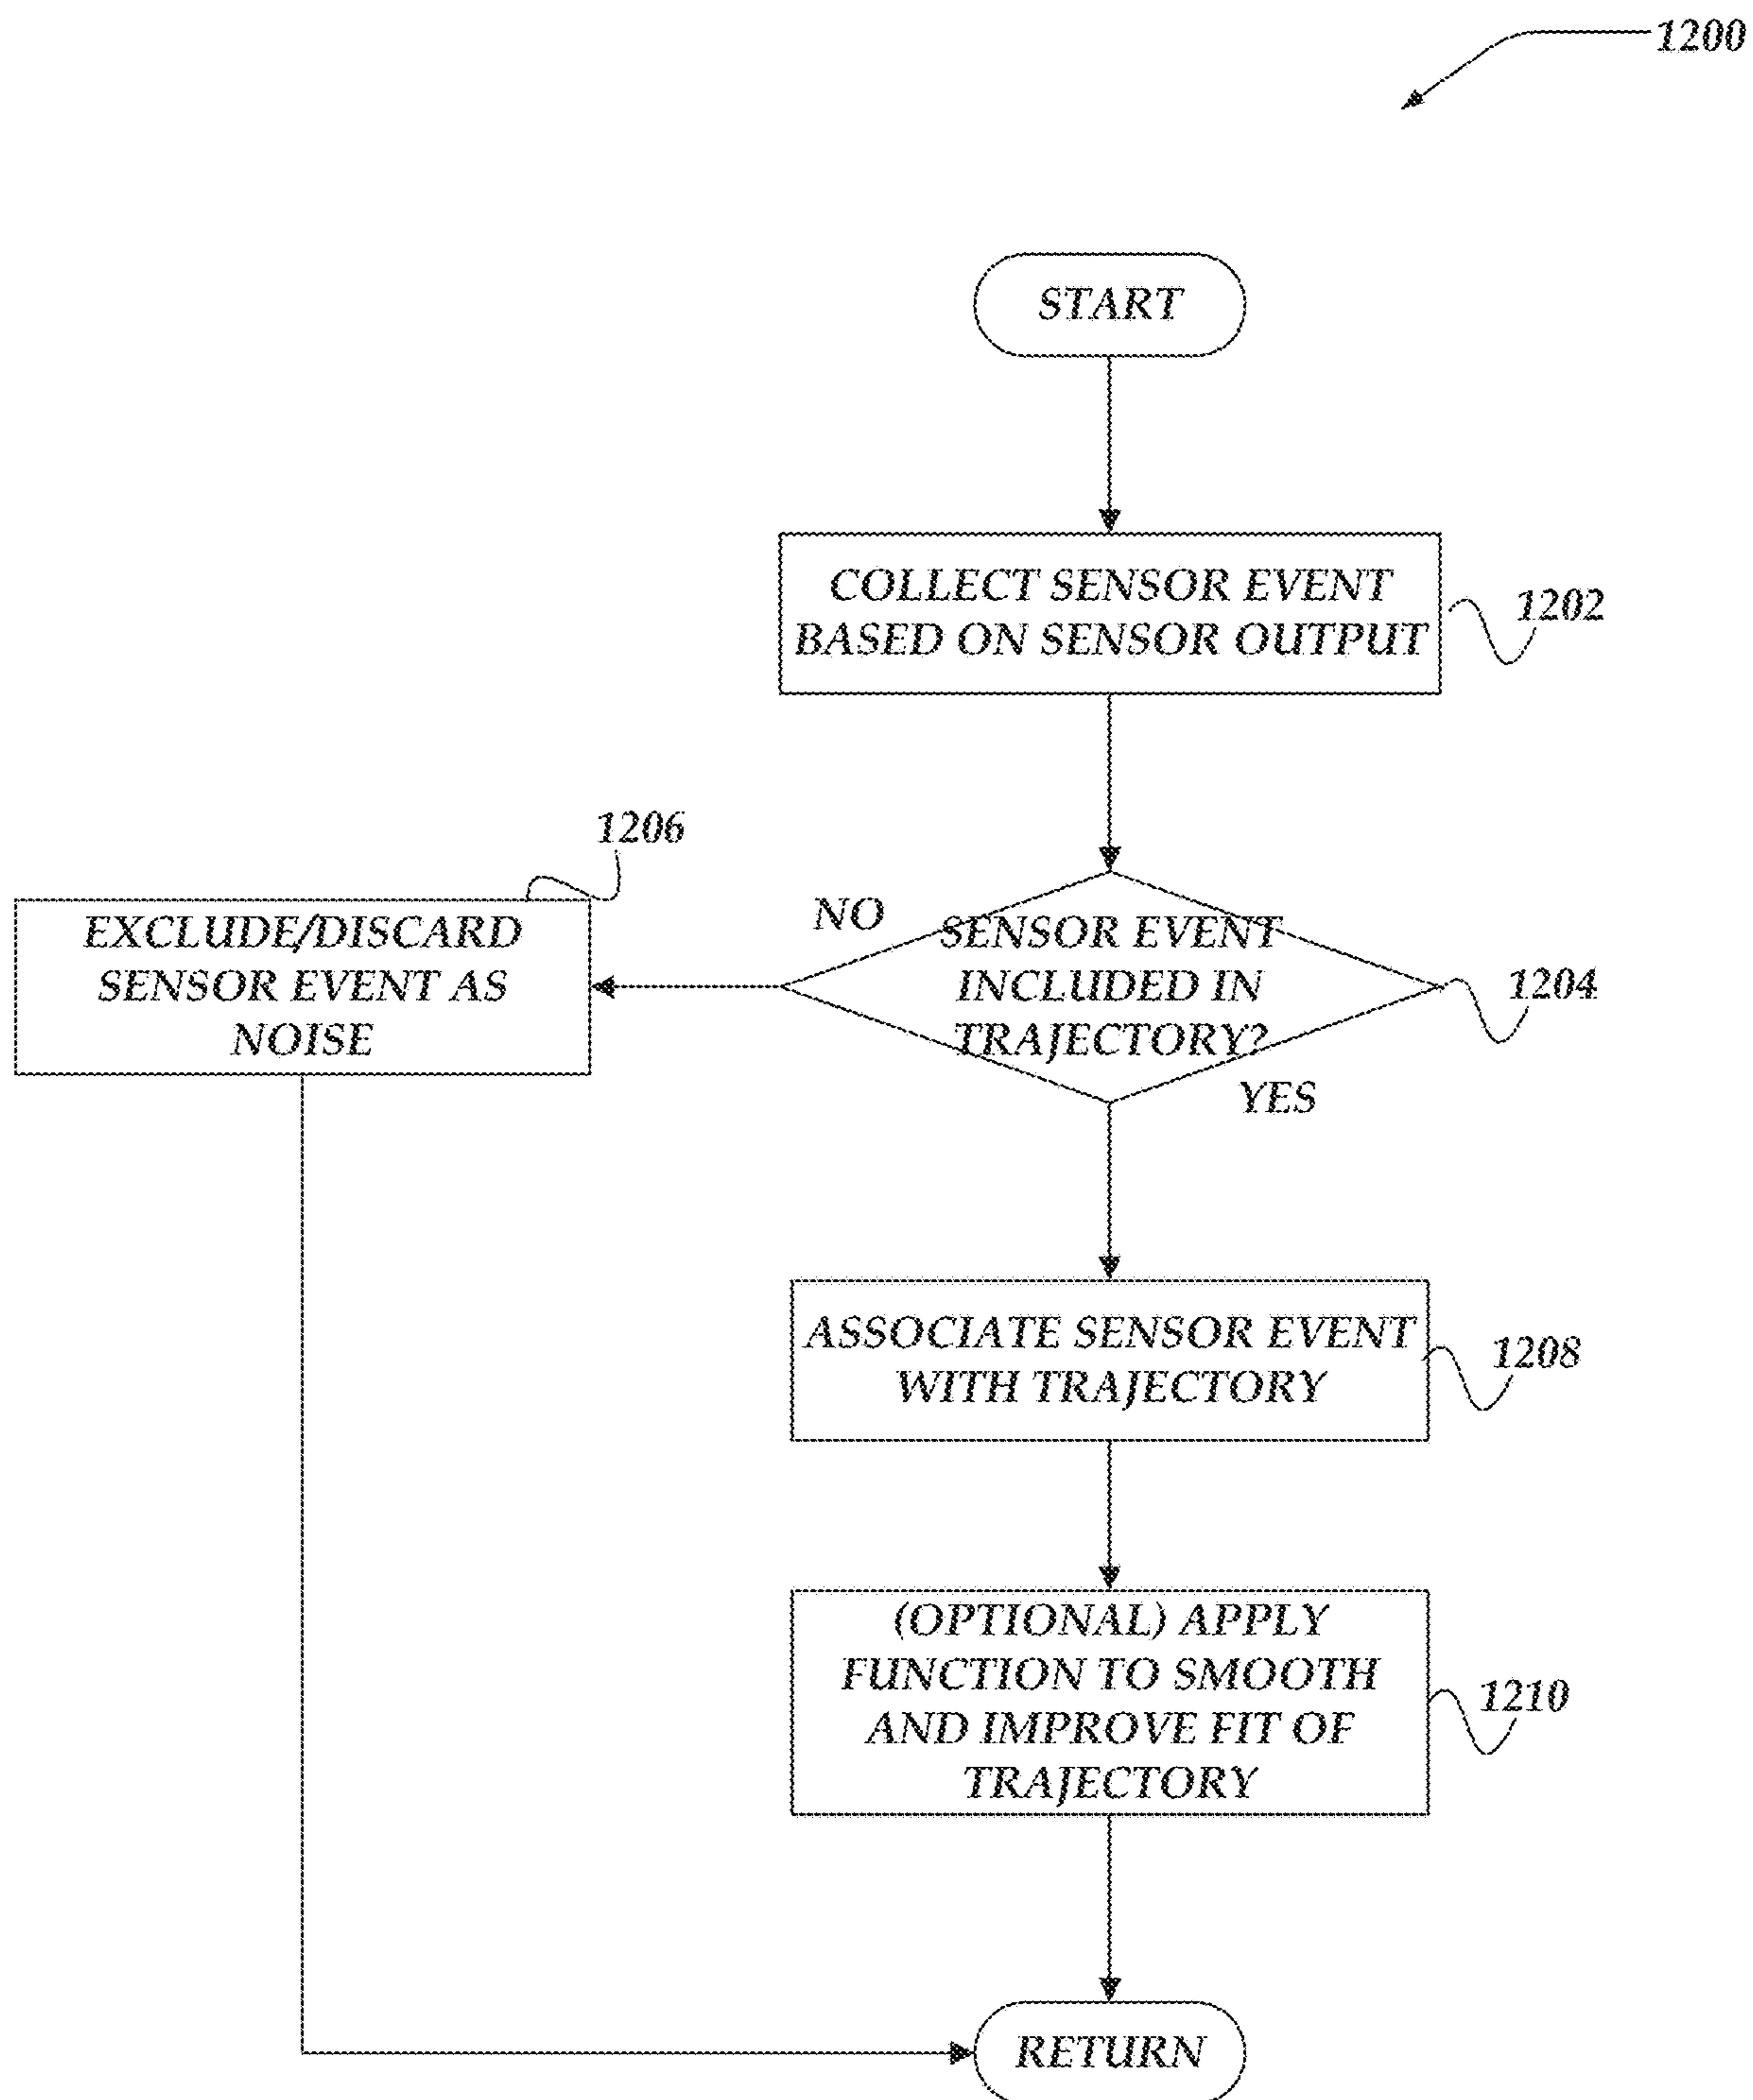 1200
START
COLLECT SENSOR EVENT
BASED ON SENSOR OUTPUT
1202
1206
EXCLUDE/DISCARD
SENSOR EVENT AS
NOISE
NO
SENSOR EVENT
INCLUDED IN
TRAJECTORY?
1204
YES
ASSOCIATE SENSOR EVENT
WITH TRAJECTORY
1208
(OPTIONAL) APPLY
FUNCTION TO SMOOTH
AND IMPROVE FIT OF
TRAJECTORY
1210
RETURN